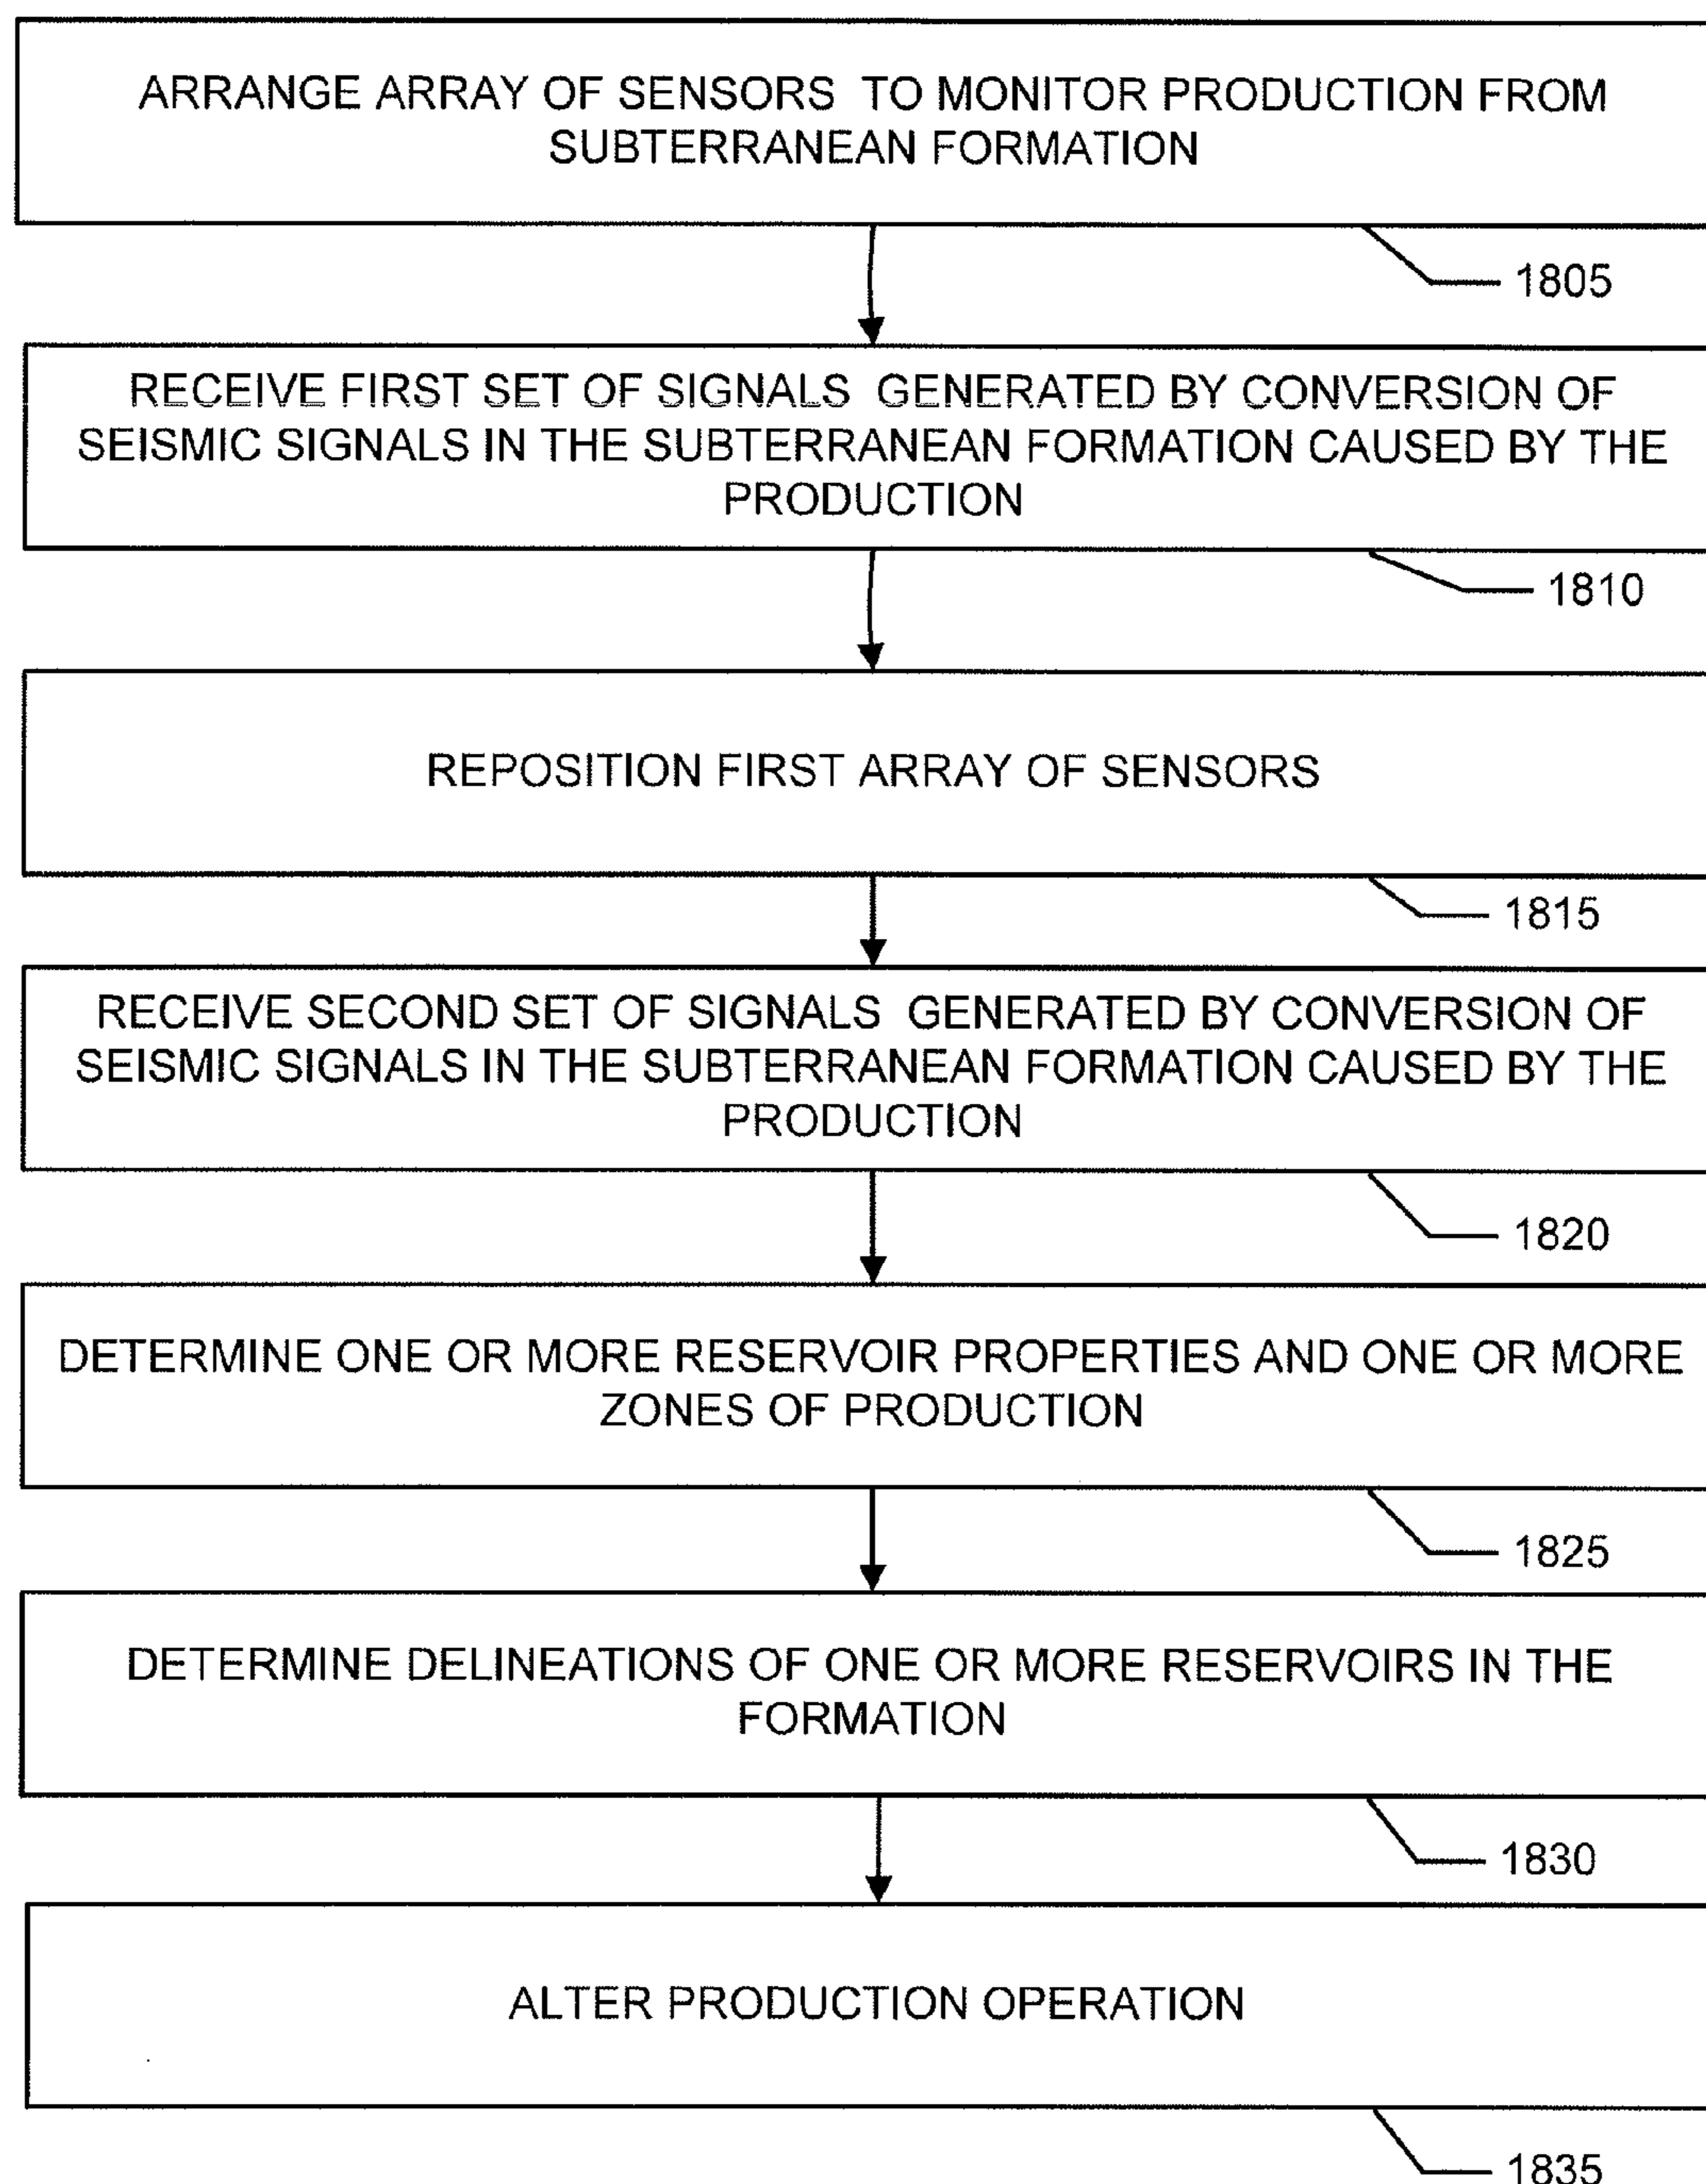 ARRANGE ARRAY OF SENSORS TO MONITOR PRODUCTION FROM
SUBTERRANEAN FORMATION
1805
RECEIVE FIRST SET OF SIGNALS GENERATED BY CONVERSION OF
SEISMIC SIGNALS IN THE SUBTERRANEAN FORMATION CAUSED BY THE
PRODUCTION
1810
REPOSITION FIRST ARRAY OF SENSORS
1815
RECEIVE SECOND SET OF SIGNALS GENERATED BY CONVERSION OF
SEISMIC SIGNALS IN THE SUBTERRANEAN FORMATION CAUSED BY THE
PRODUCTION
1820
DETERMINE ONE OR MORE RESERVOIR PROPERTIES AND ONE OR MORE
ZONES OF PRODUCTION
1825
DETERMINE DELINEATIONS OF ONE OR MORE RESERVOIRS IN THE
FORMATION
1830
ALTER PRODUCTION OPERATION
1835